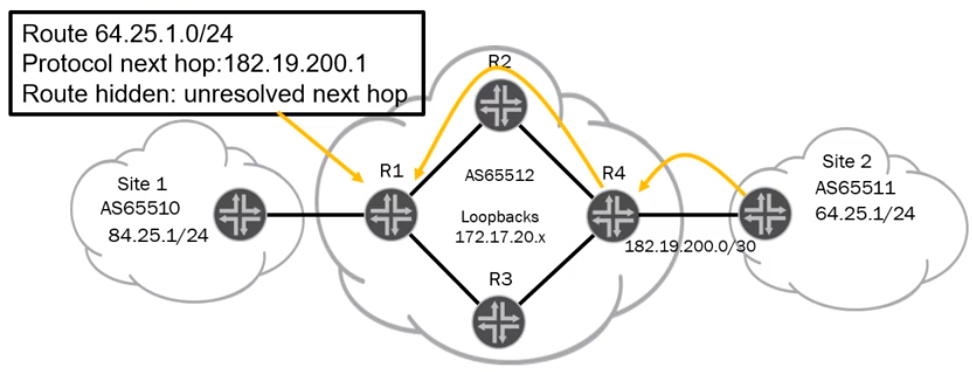 Route 64.25.1.0/24
Protocol next hop:182.19.200.1
Route hidden: unresolved next hop
R2
R1
AS65512
R4
Loopbacks
172.17.20.x
R3
Site 1
AS65510
84.25.1/24
182.19.200.0/30
Site 2
AS65511
64.25.1/24